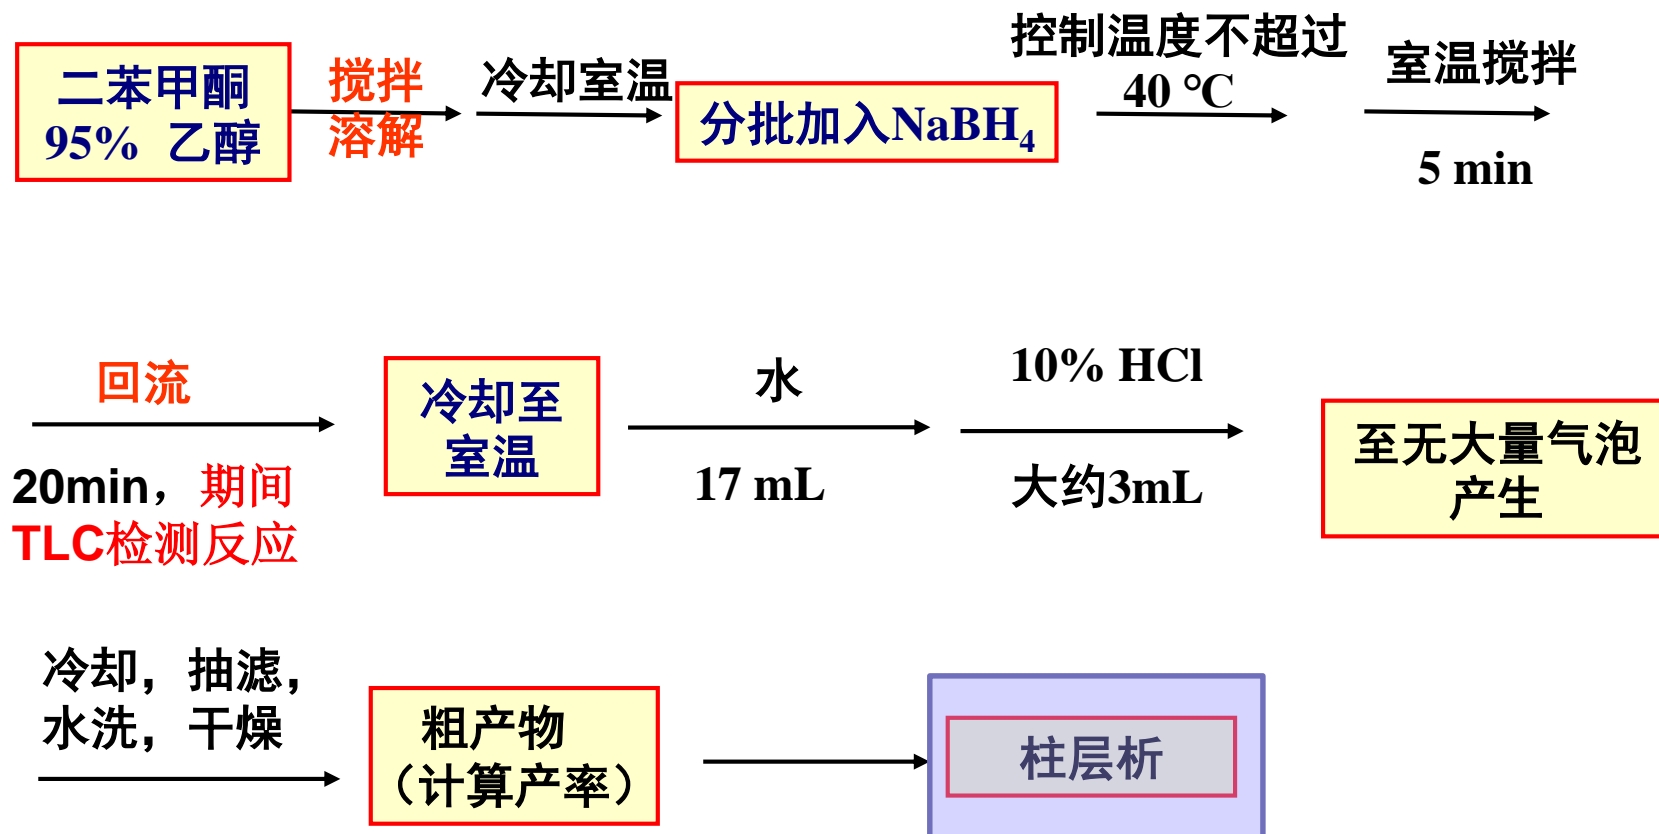 二苯甲酮
95% 乙醇
搅拌
溶解
冷却室温
分批加入NaBH₄
控制温度不超过
40 °C
室温搅拌
5 min
回流
20min，期间
TLC检测反应
冷却至
室温
水
17 mL
10% HCl
大约3mL
至无大量气泡
产生
冷却，抽滤，
水洗，干燥
粗产物
（计算产率）
柱层析